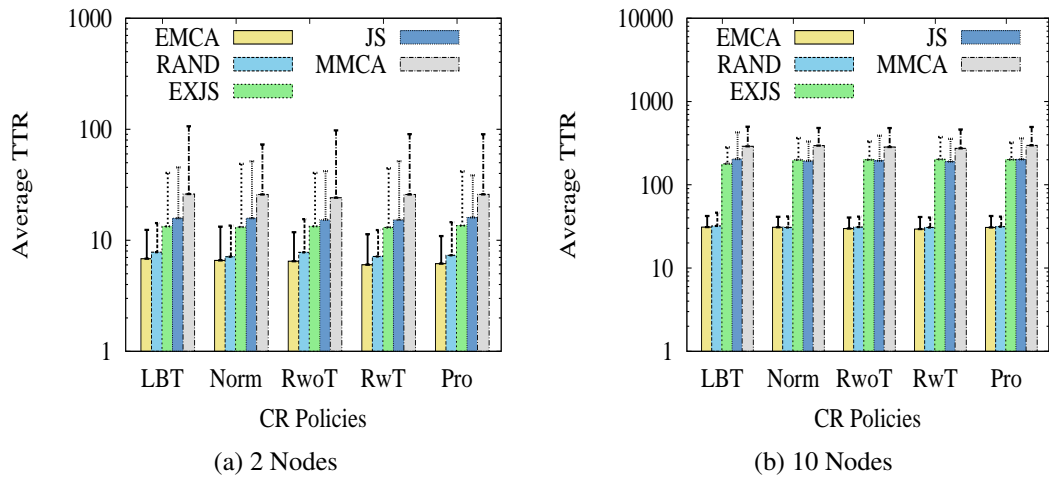 1000
100
10
1
Average TTR
EMCA
RAND
EXJS
JS
MMCA
LBT Norm RwoT RwT Pro
CR Policies
(a) 2 Nodes
10000
1000
100
10
1
Average TTR
EMCA
RAND
EXJS
JS
MMCA
LBT Norm RwoT RwT Pro
CR Policies
(b) 10 Nodes